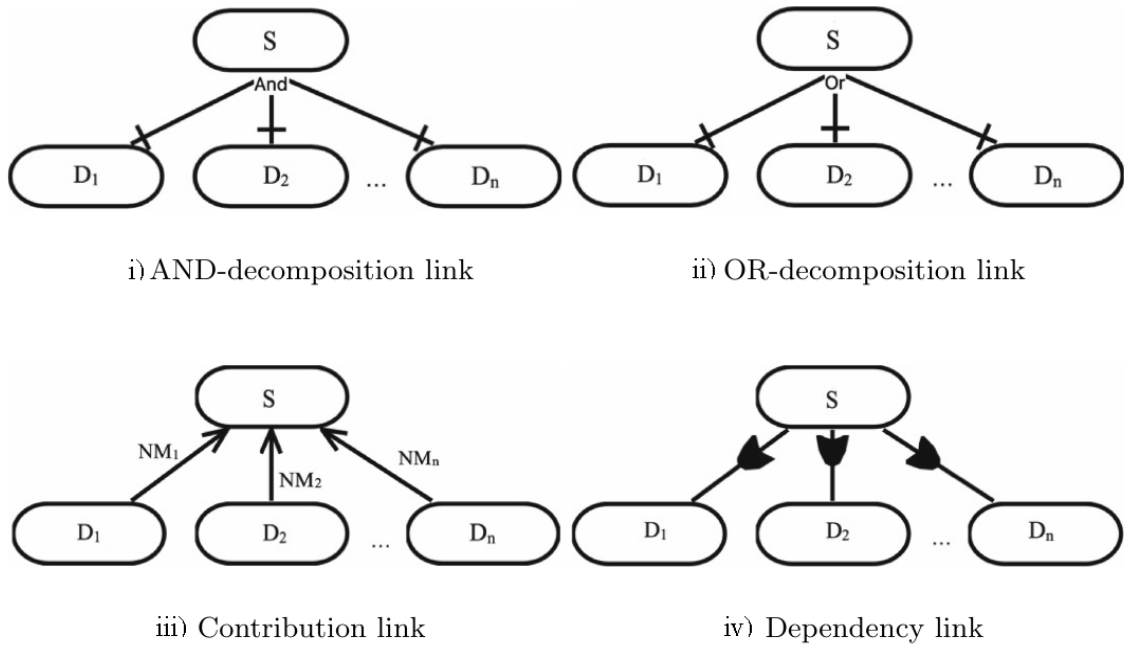 S
And
D₁ D₂ ... Dₙ
i) AND-decomposition link
S
Or
D₁ D₂ ... Dₙ
ii) OR-decomposition link
S
NM₁ NM₂ NMₙ
D₁ D₂ ... Dₙ
iii) Contribution link
S
D₁ D₂ ... Dₙ
iv) Dependency link